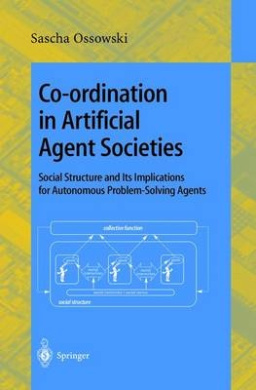 Sascha Ossowski
Co-ordination
in Artificial
Agent Societies
Social Structure and Its Implications
for Autonomous Problem-Solving Agents
collective function
social structure
Springer